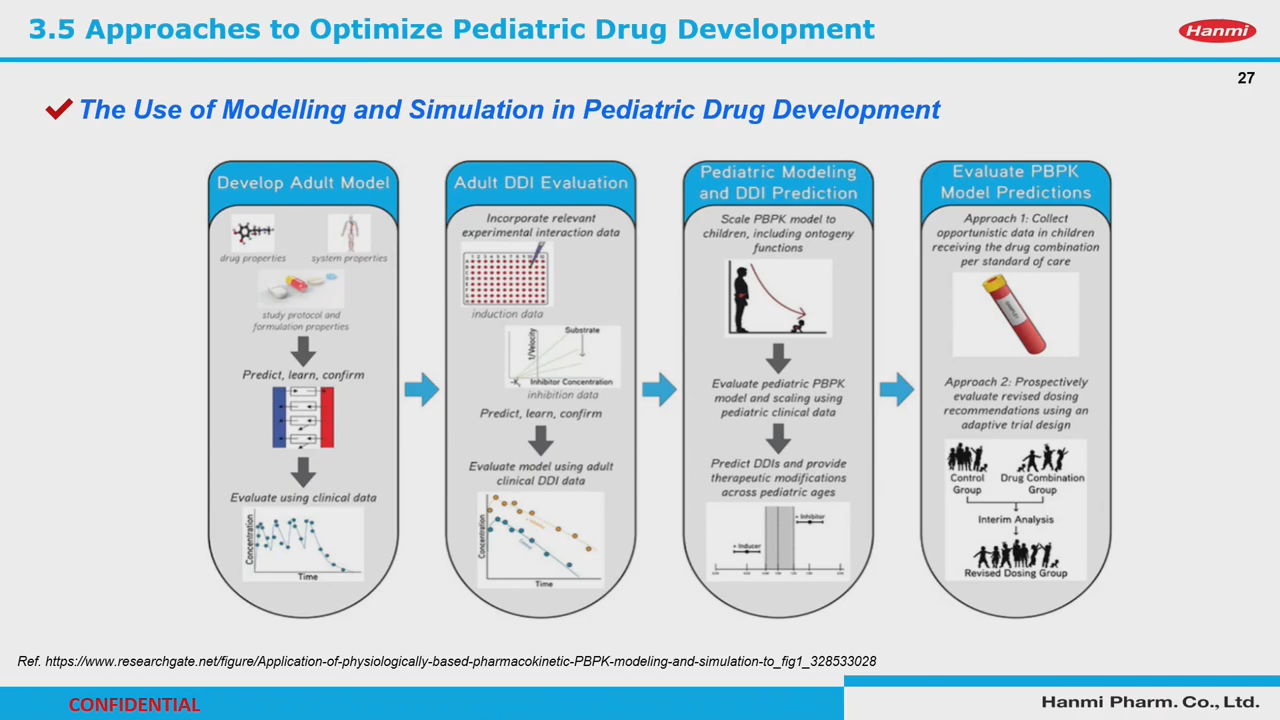 3.5 Approaches to Optimize Pediatric Drug Development
Hanmi
27
The Use of Modelling and Simulation in Pediatric Drug Development
Develop Adult Model
drug properties
system properties
study protocol and
formulation properties
Predict, learn, confirm
Evaluate using clinical data
Concentration
Time
Adult DDI Evaluation
Incorporate relevant
experimental interaction data
induction data
1/Velocity
Substrate
Inhibitor Concentration
inhibition data
Predict, learn, confirm
Evaluate model using adult
clinical DDI data
Concentration
Time
Pediatric Modeling
and DDI Prediction
Scale PBPK model to
children, including ontogeny
functions
Evaluate pediatric PBPK
model and scaling using
pediatric clinical data
Predict DDIs and provide
therapeutic modifications
across pediatric ages
+ Inhibitor
+ Inducer
Evaluate PBPK
Model Predictions
Approach 1: Collect
opportunistic data in children
receiving the drug combination
per standard of care
Approach 2: Prospectively
evaluate revised dosing
recommendations using an
adaptive trial design
Control
Group
Drug Combination
Group
Interim Analysis
Revised Dosing Group
Ref. https://www.researchgate.net/figure/Application-of-physiologically-based-pharmacokinetic-PBPK-modeling-and-simulation-to_fig1_328533028
CONFIDENTIAL
Hanmi Pharm. Co., Ltd.